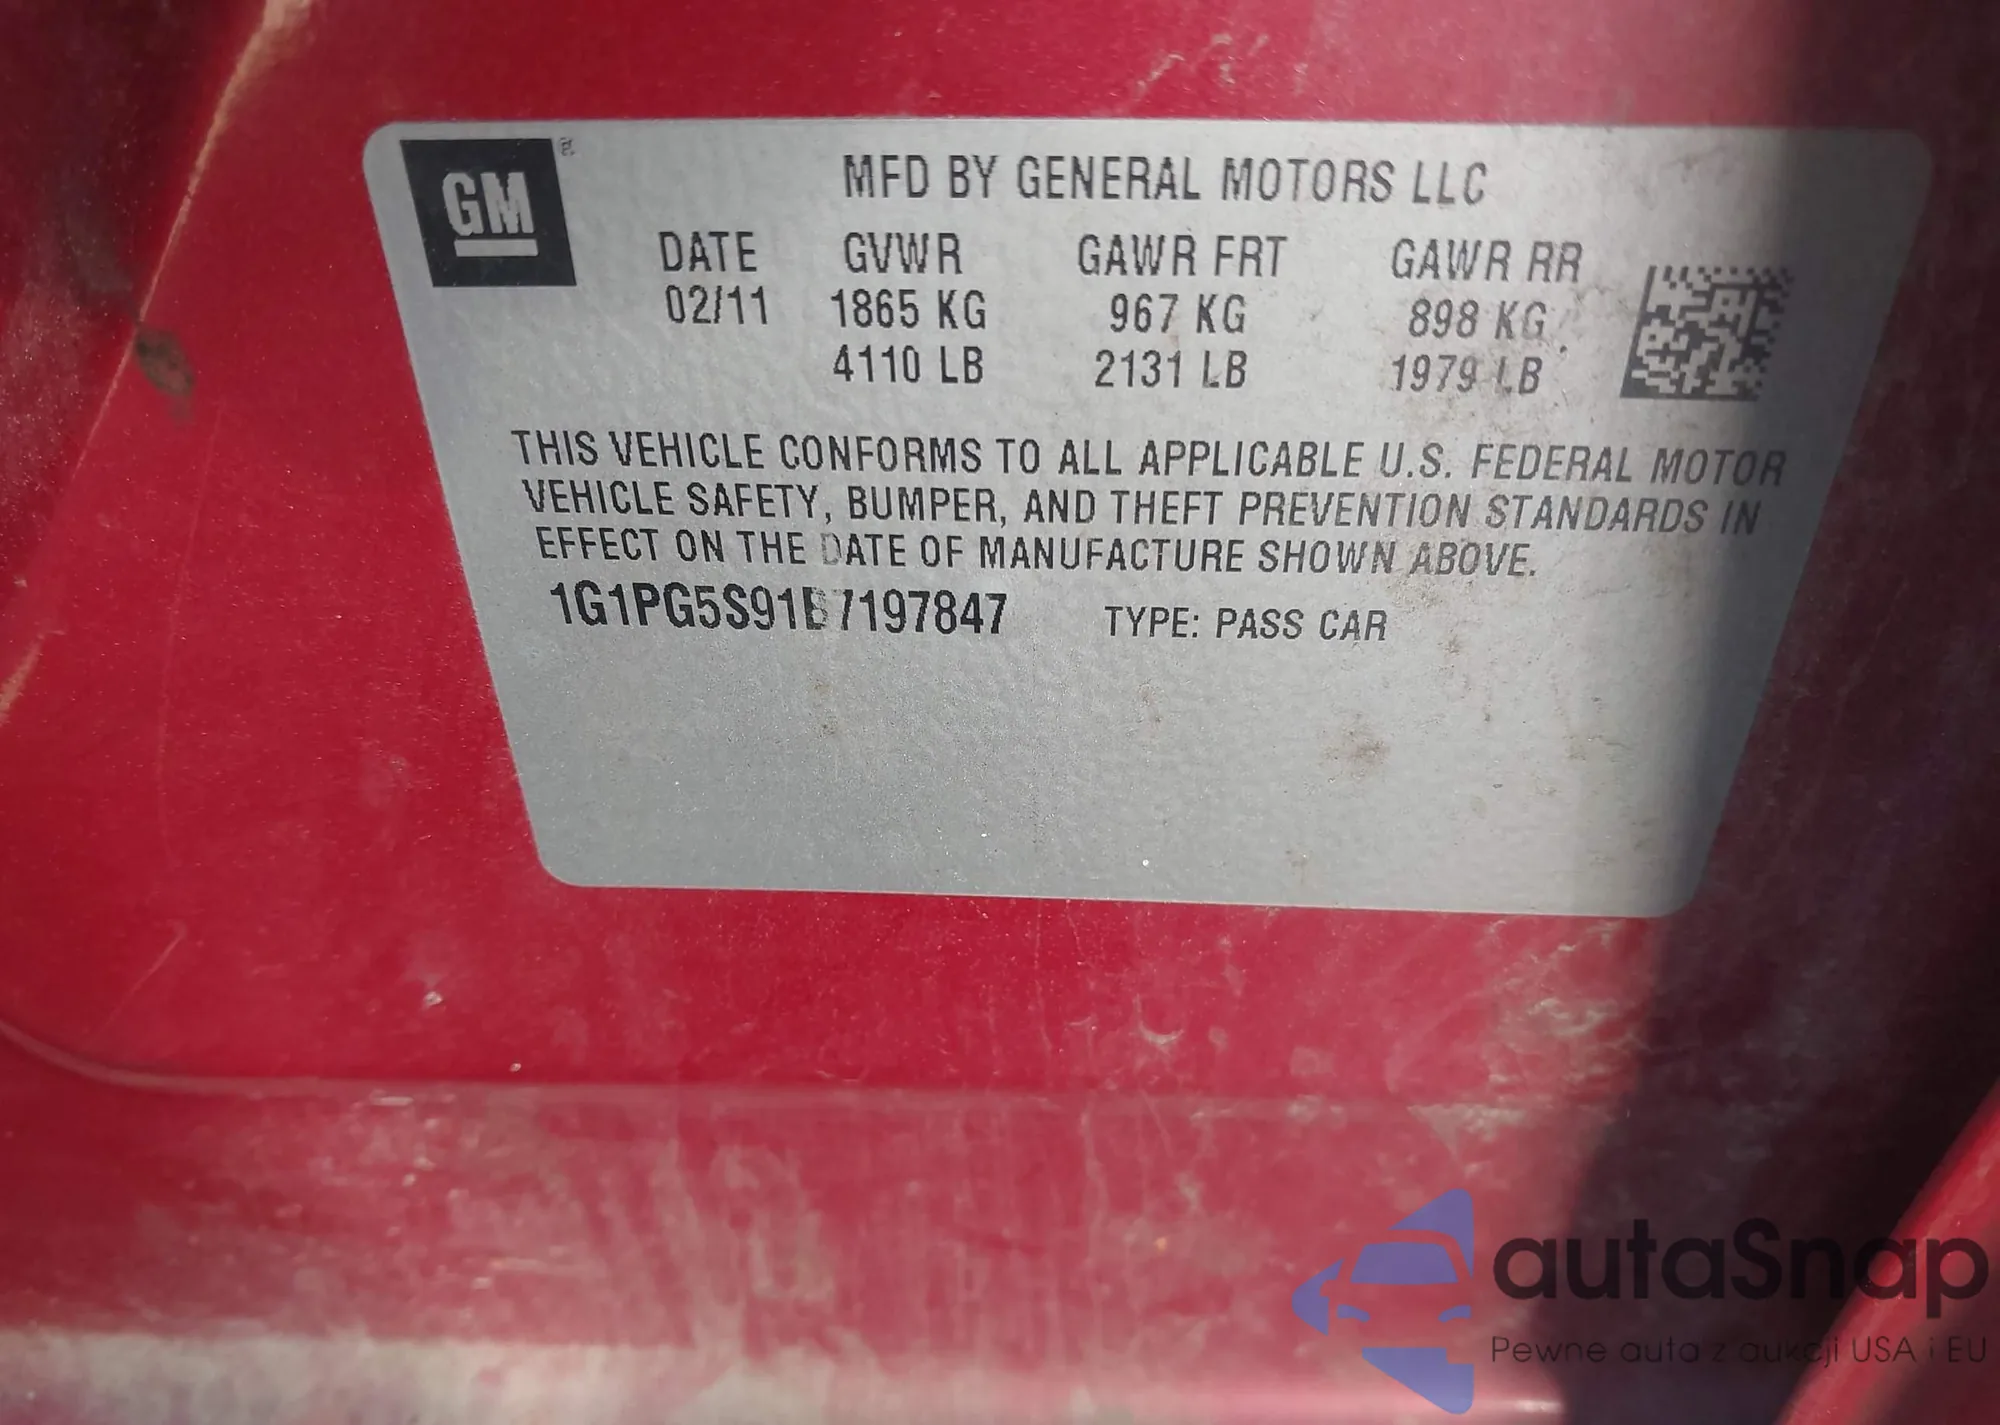 GM
MFD BY GENERAL MOTORS LLC
DATE GVWR GAWR FRT GAWR RR
02/11 1865 KG 967 KG 898 KG
4110 LB 2131 LB 1979 LB
THIS VEHICLE CONFORMS TO ALL APPLICABLE U.S. FEDERAL MOTOR
VEHICLE SAFETY, BUMPER, AND THEFT PREVENTION STANDARDS IN
EFFECT ON THE DATE OF MANUFACTURE SHOWN ABOVE.
1G1PG5S91B7197847 TYPE: PASS CAR
autaSnap
Pewne auta z aukcji USA i EU